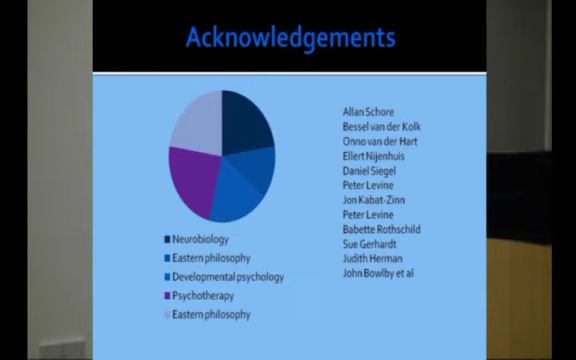 Acknowledgements
Allan Schore
Bessel van der Kolk
Onno van der Hart
Ellert Nijenhuis
Daniel Siegel
Peter Levine
Jon Kabat-Zinn
Peter Levine
Babette Rothschild
Sue Gerhardt
Judith Herman
John Bowlby et al
Neurobiology
Eastern philosophy
Developmental psychology
Psychotherapy
Eastern philosophy